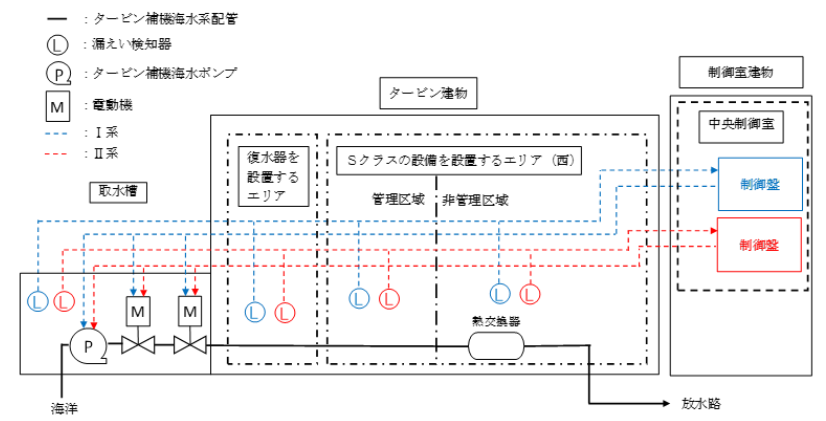 ：タービン補機海水系配管
L ：漏えい検知器
P ：タービン補機海水ポンプ
M ：電動機
：Ⅰ系
：Ⅱ系
タービン建物
制御室建物
中央制御室
復水器を
設置する
エリア
Ｓクラスの設備を設置するエリア（西）
管理区域
非管理区域
取水槽
制御盤
制御盤
L
L
M
M
L
L
L
L
L
L
P
熱交換器
海洋
放水路